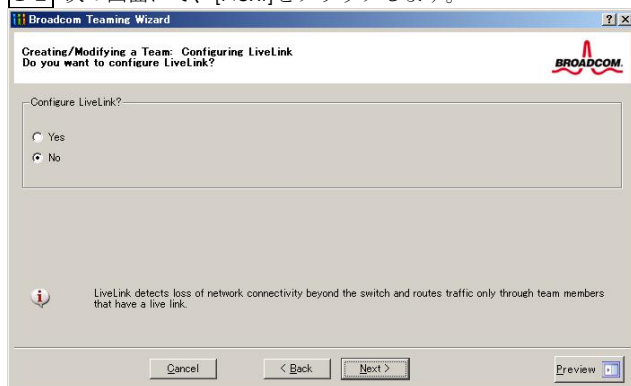 Broadcom Teaming Wizard
Creating/Modifying a Team: Configuring LiveLink
Do you want to configure LiveLink?
BROADCOM.
Configure LiveLink?
Yes
No
LiveLink detects loss of network connectivity beyond the switch and routes traffic only through team members
that have a live link.
Cancel
< Back
Next >
Preview